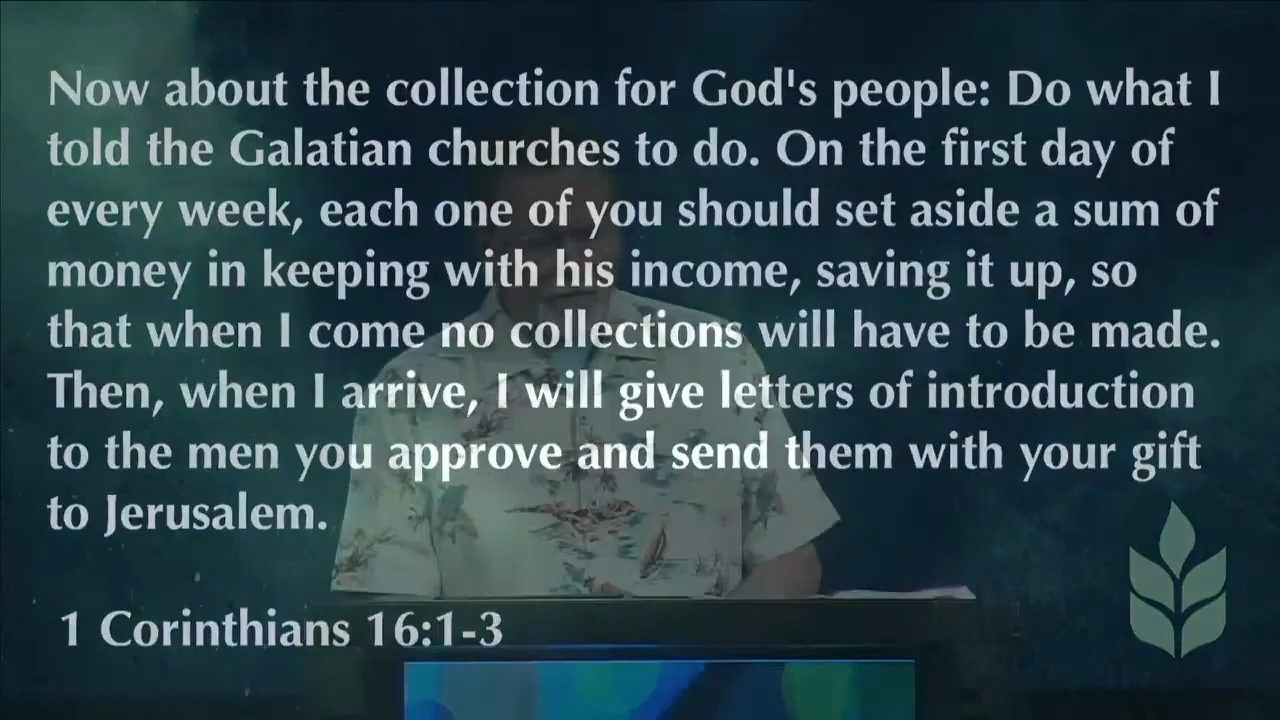 Now about the collection for God's people: Do what I
told the Galatian churches to do. On the first day of
every week, each one of you should set aside a sum of
money in keeping with his income, saving it up, so
that when I come no collections will have to be made.
Then, when I arrive, I will give letters of introduction
to the men you approve and send them with your gift
to Jerusalem.
1 Corinthians 16:1-3